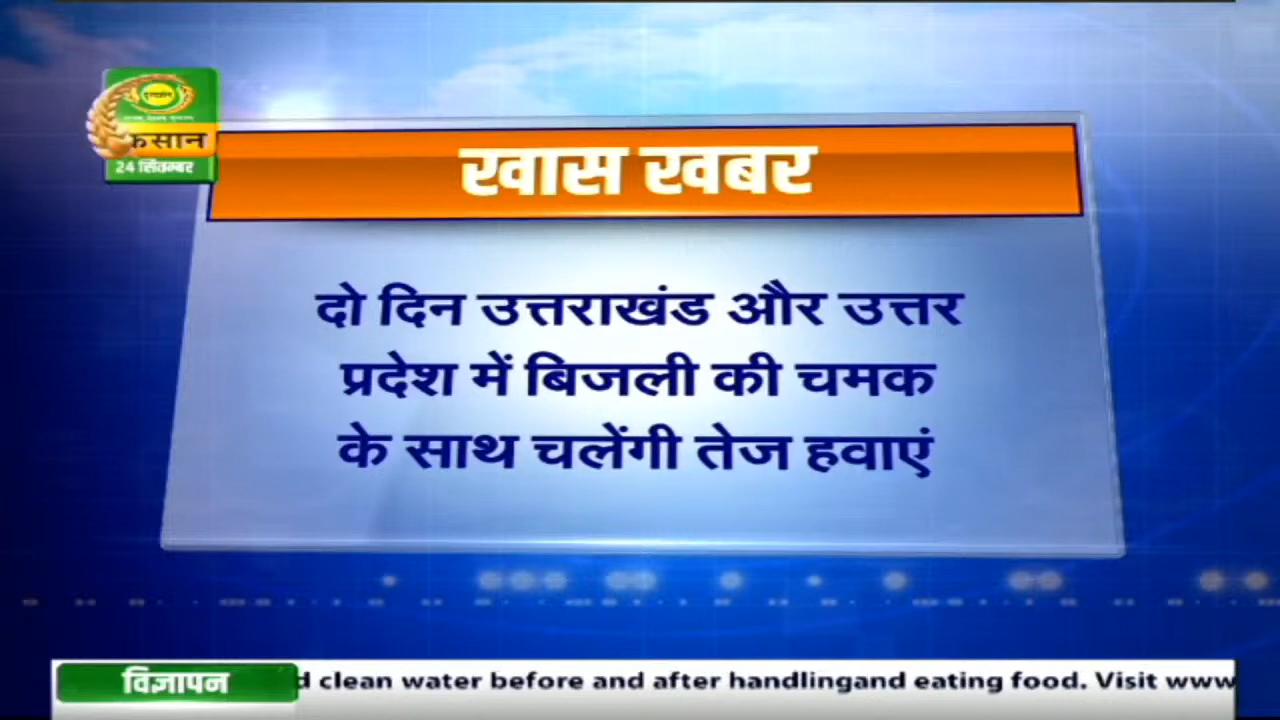 किसान
24 सितम्बर
खास खबर
दो दिन उत्तराखंड और उत्तर
प्रदेश में बिजली की चमक
के साथ चलेंगी तेज हवाएं
विज्ञापन
d clean water before and after handlingand eating food. Visit www